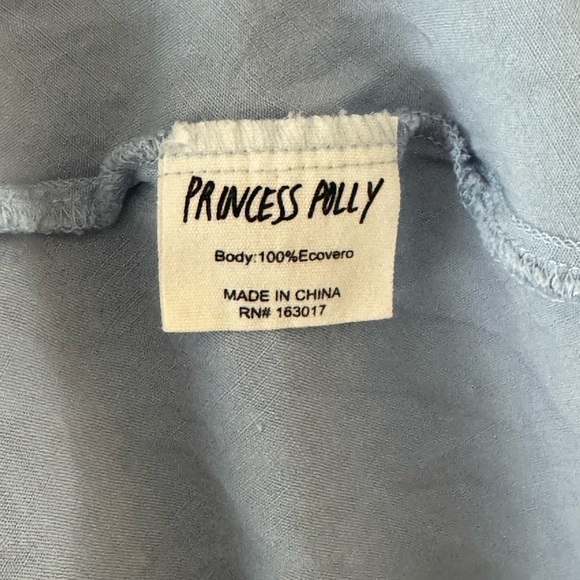 PRINCESS POLLY
Body:100%Ecovero
MADE IN CHINA
RN# 163017